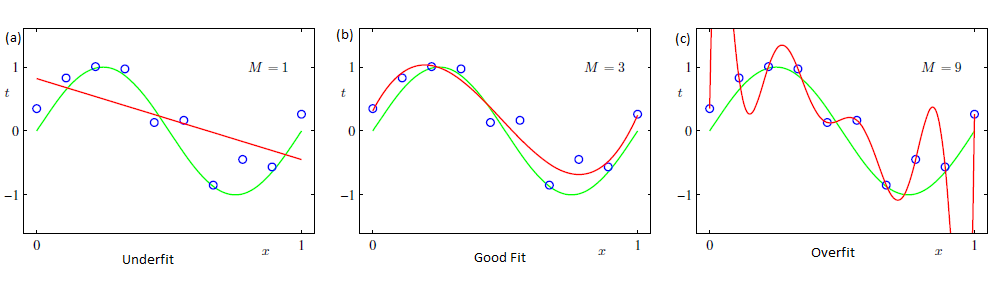 (a)
M = 1
1
t
0
−1
0
1
x
Underfit
(b)
M = 3
1
t
0
−1
0
1
x
Good Fit
(c)
M = 9
1
t
0
−1
0
1
x
Overfit